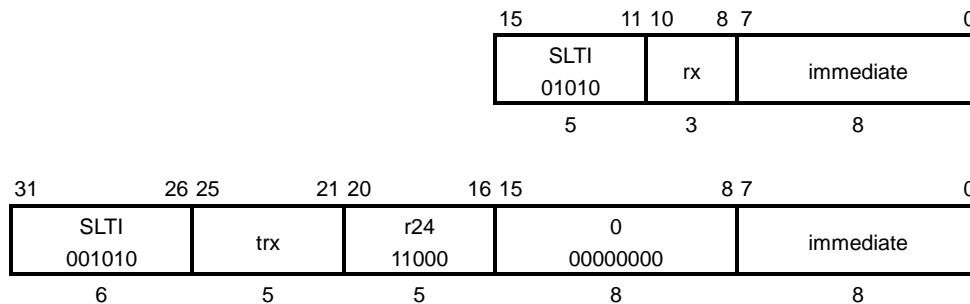 15 11 10 8 7 0
SLTI rx immediate
01010
5 3 8
31 26 25 21 20 16 15 8 7 0
SLTI trx r24 0 immediate
001010 11000 00000000
6 5 5 8 8